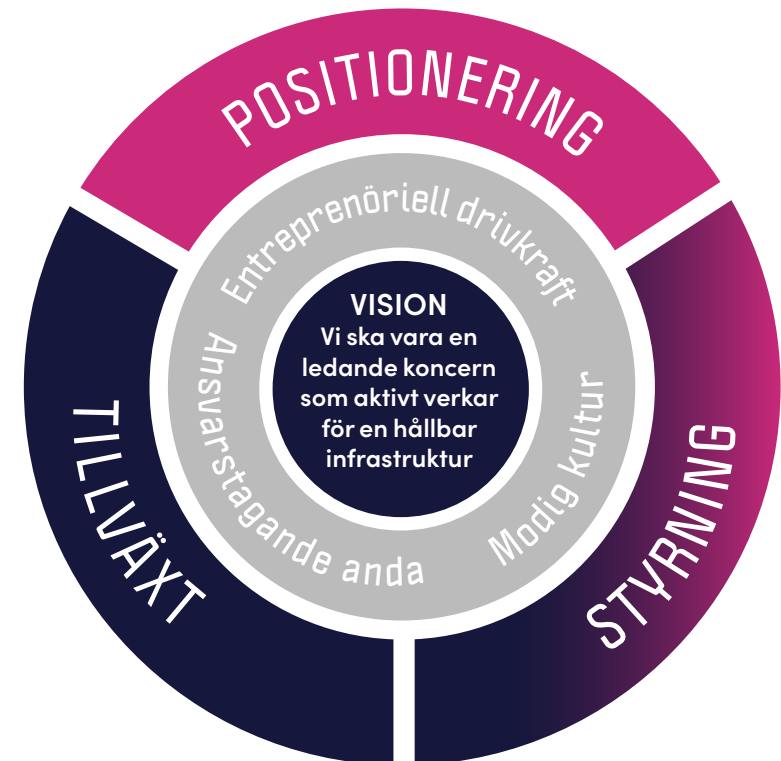 POSITIONERING
Entreprenöriell drivkraft
VISION
Vi ska vara en
ledande koncern
som aktivt verkar
för en hållbar
infrastruktur
Ansvarstagande anda
Modig kultur
TILLVÄXT
STYRNING